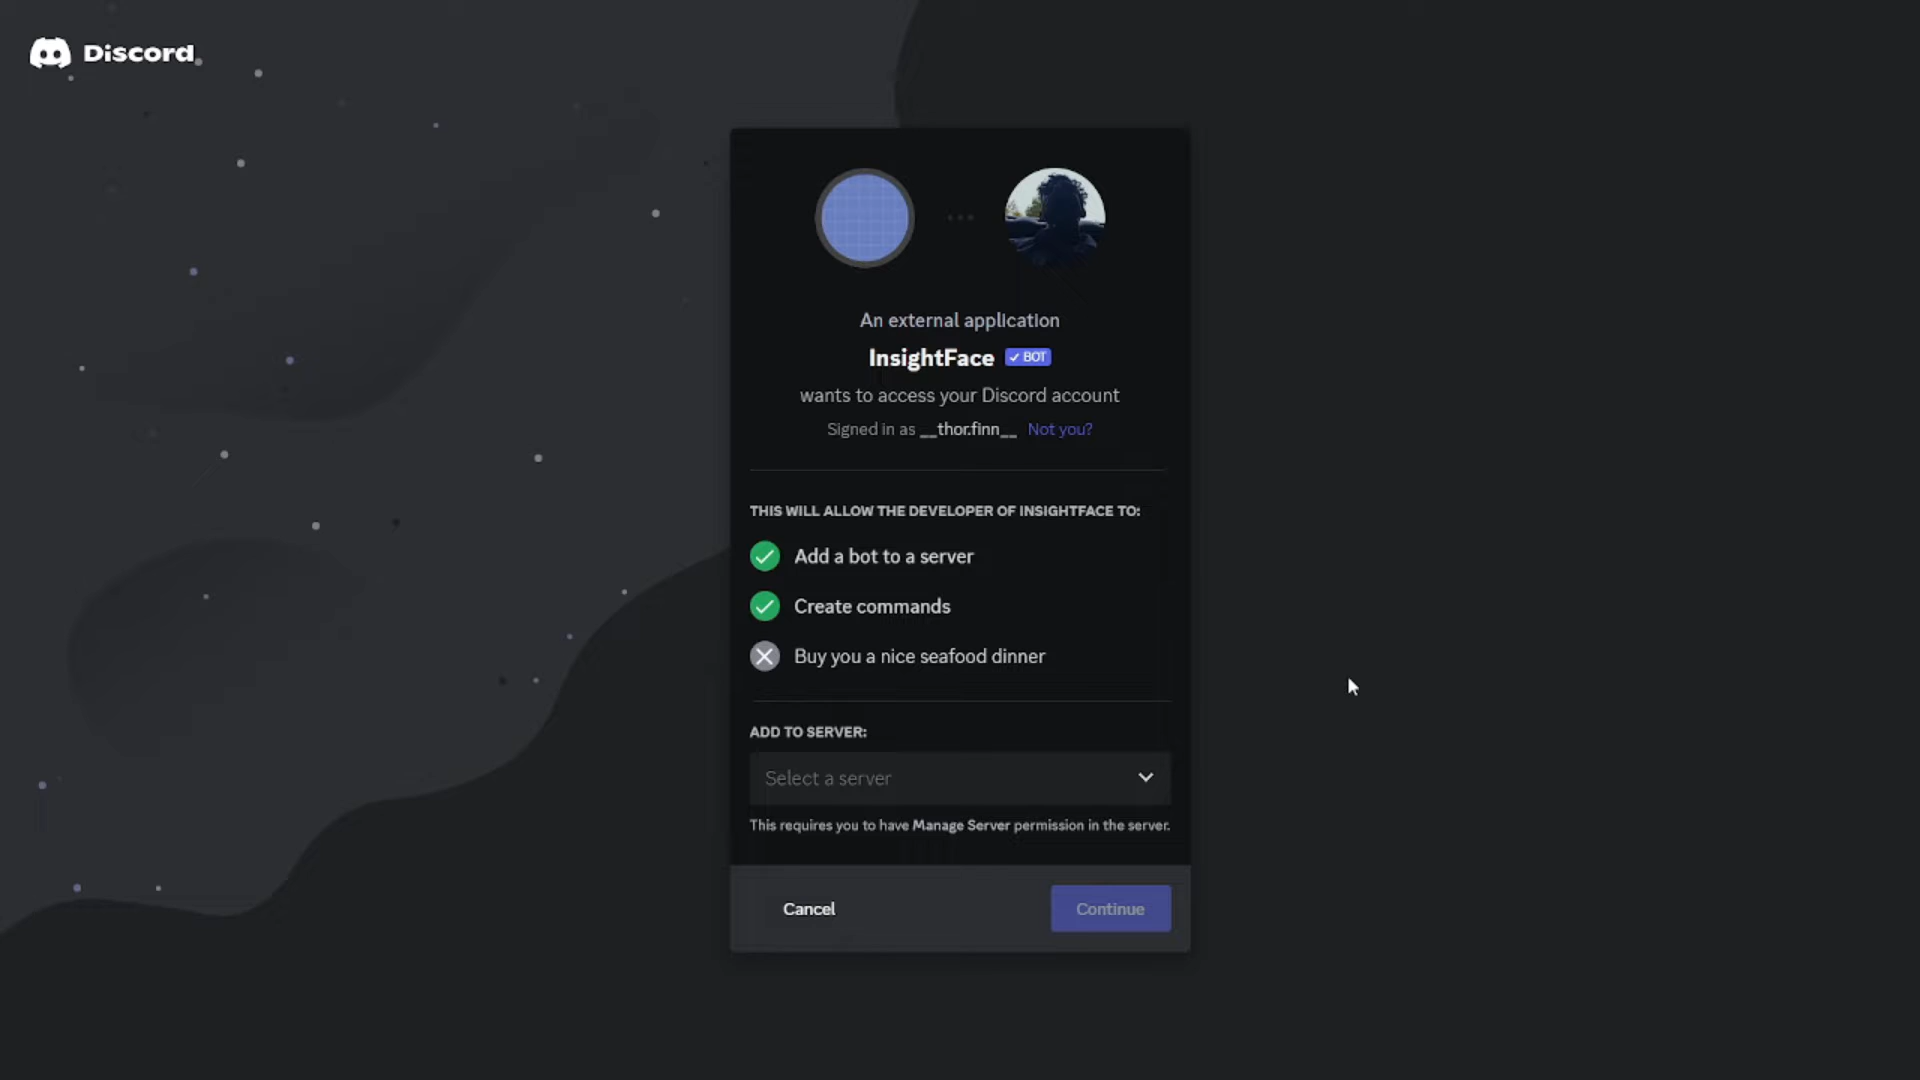 Discord
An external application
InsightFace BOT
wants to access your Discord account
Signed in as __thor.finn__ Not you?
THIS WILL ALLOW THE DEVELOPER OF INSIGHTFACE TO:
Add a bot to a server
Create commands
Buy you a nice seafood dinner
ADD TO SERVER:
Select a server
This requires you to have Manage Server permission in the server.
Cancel
Continue